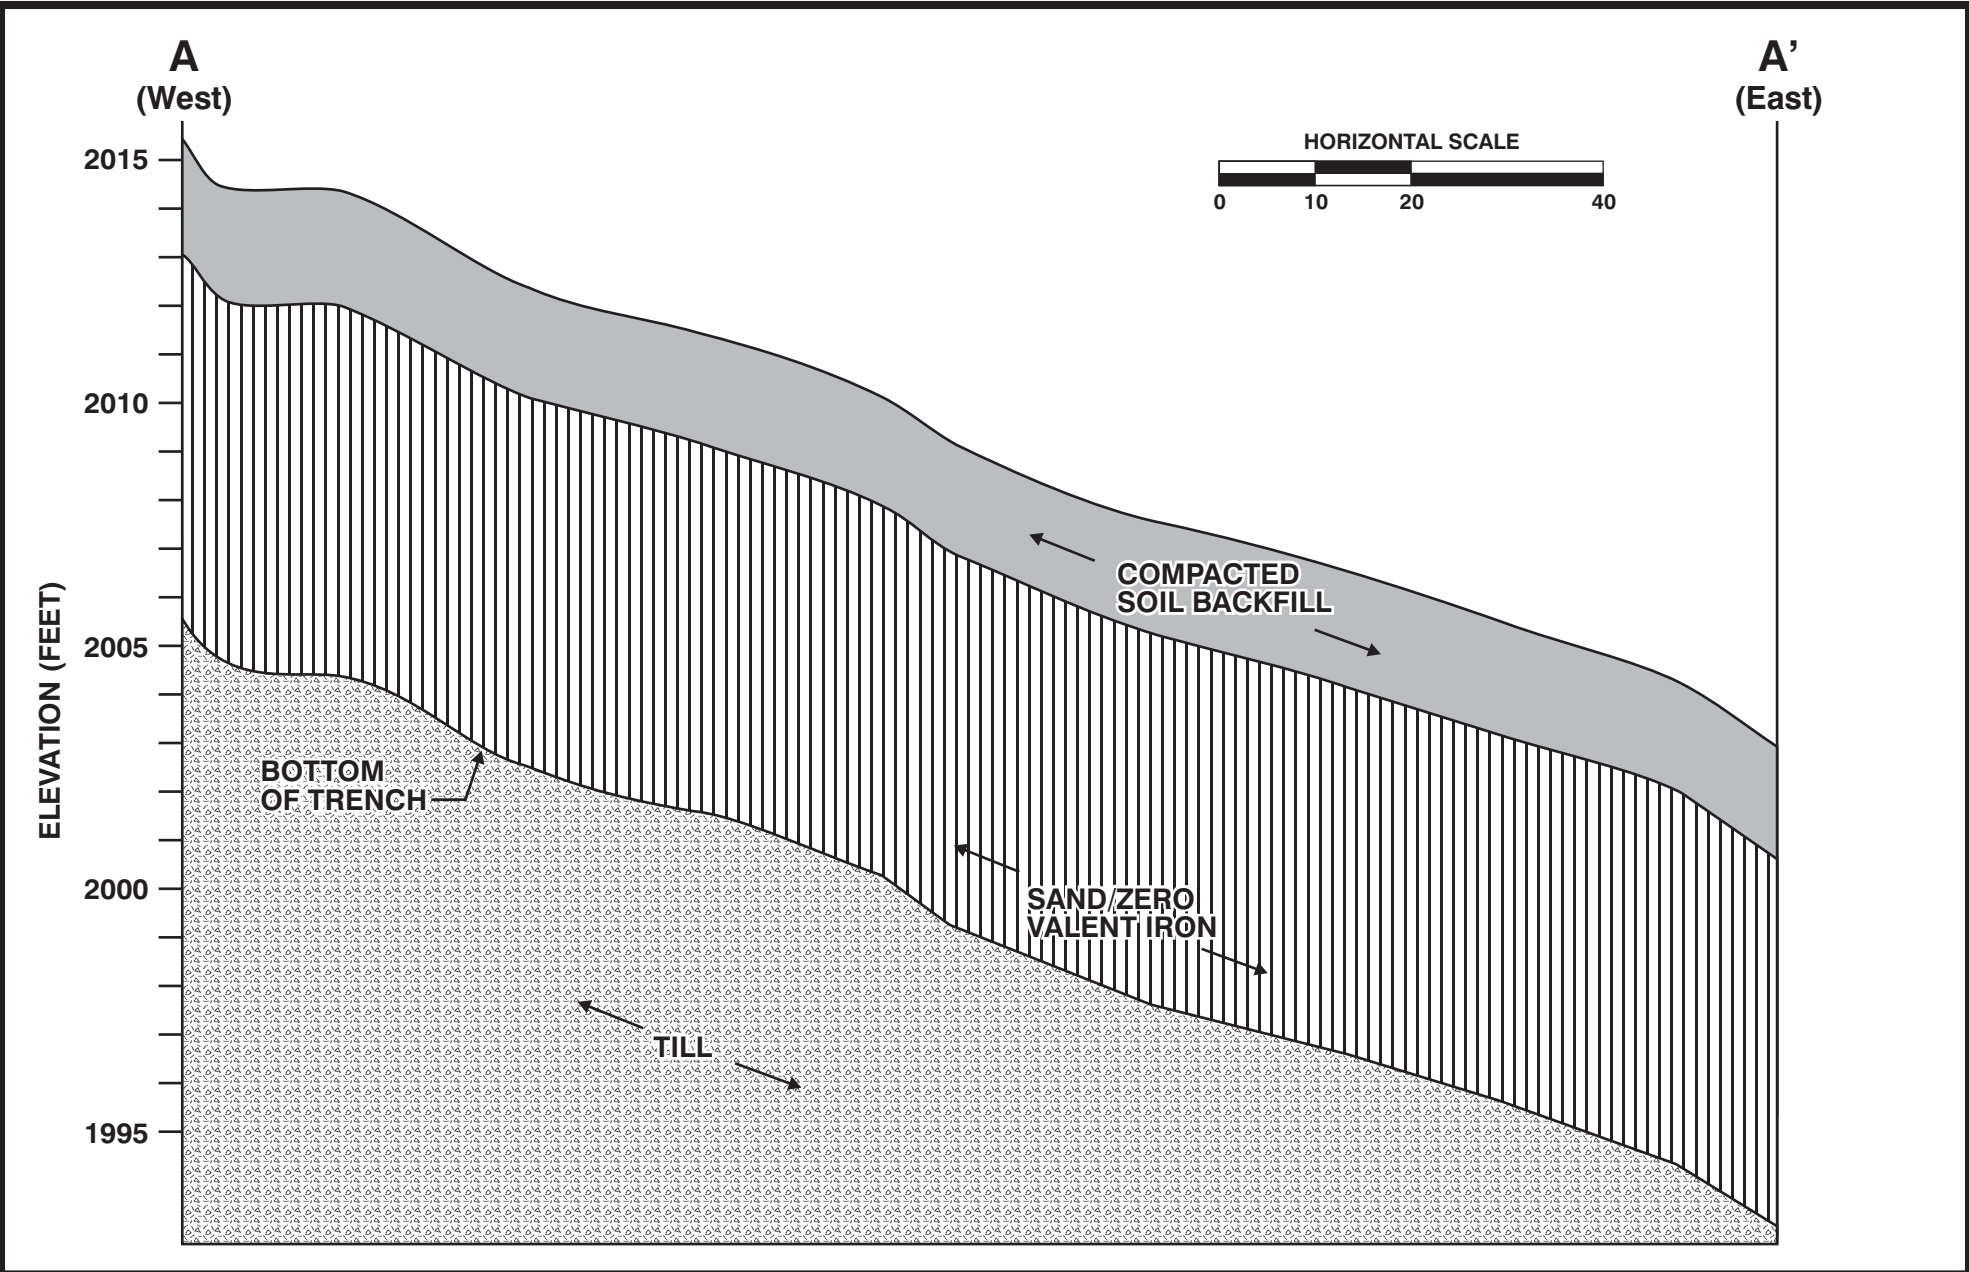 A
(West)
A’
(East)
HORIZONTAL SCALE
0 10 20 40
2015
2010
2005
2000
1995
ELEVATION (FEET)
COMPACTED
SOIL BACKFILL
BOTTOM
OF TRENCH
SAND/ZERO
VALENT IRON
TILL